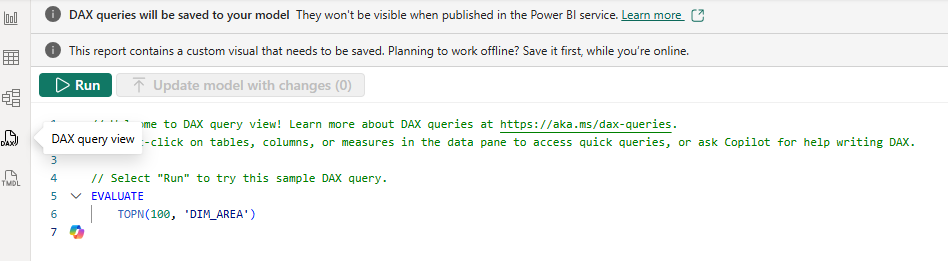 DAX queries will be saved to your model They won't be visible when published in the Power BI service. Learn more
This report contains a custom visual that needs to be saved. Planning to work offline? Save it first, while you're online.
Run
Update model with changes (0)
to DAX query view! Learn more about DAX queries at https://aka.ms/dax-queries.
DAX
DAX query view
-click on tables, columns, or measures in the data pane to access quick queries, or ask Copilot for help writing DAX.
3
TMDL
4 // Select "Run" to try this sample DAX query.
5 EVALUATE
6 TOPN(100, 'DIM_AREA')
7